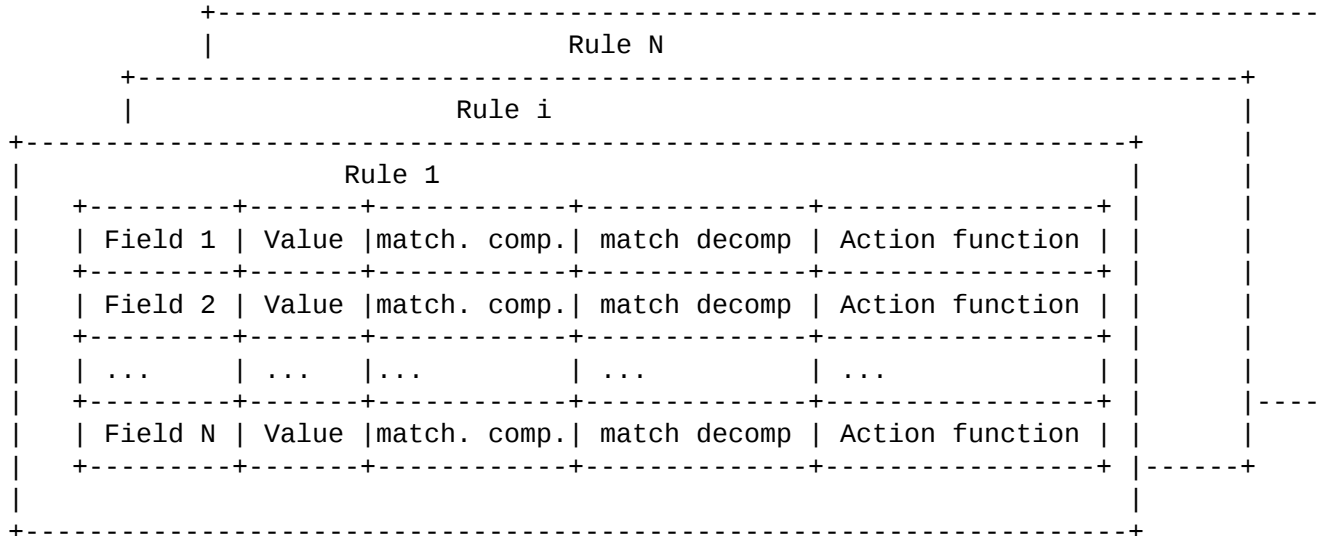 Rule N
Rule i
Rule 1
Field 1 Value match. comp. match decomp Action function
Field 2 Value match. comp. match decomp Action function
... ... ... ... ...
Field N Value match. comp. match decomp Action function